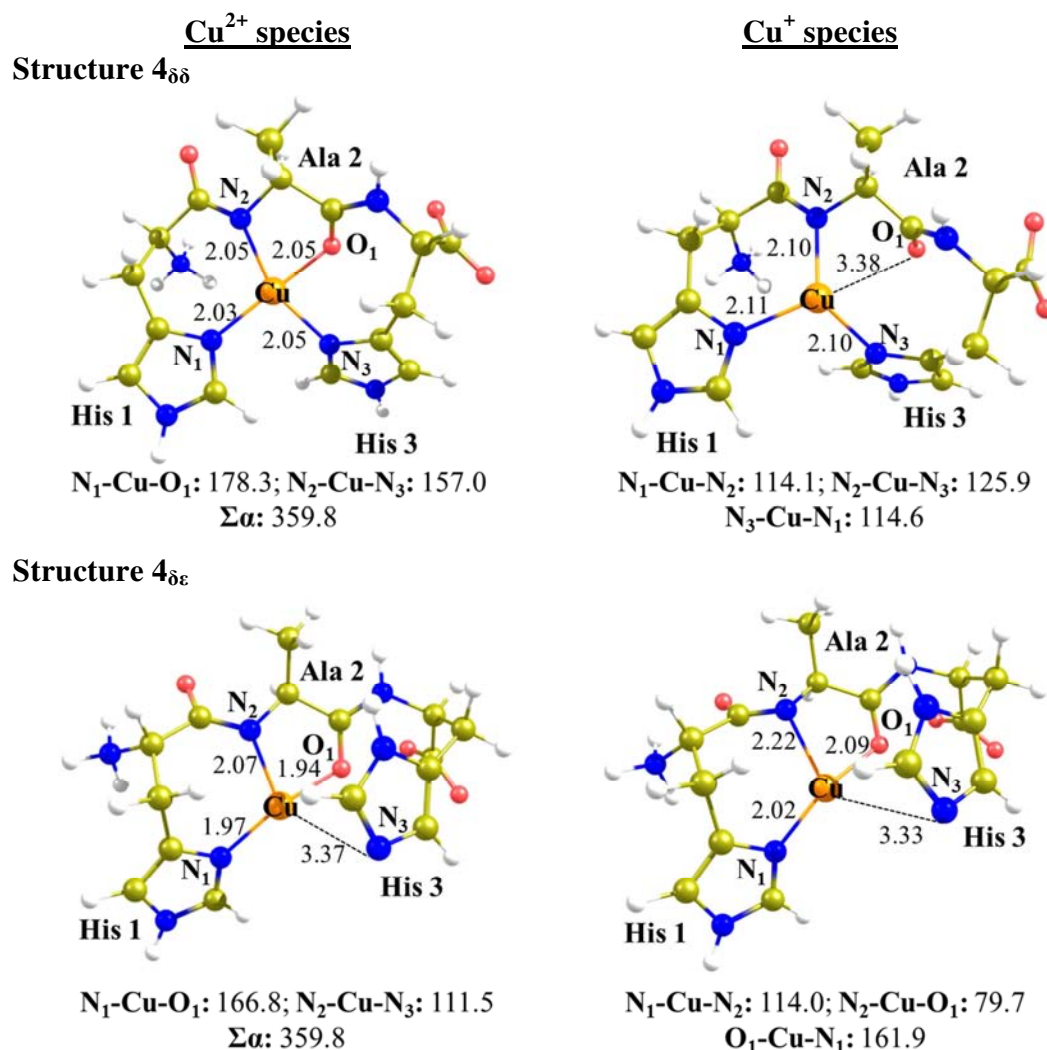 Cu²⁺ species
Cu⁺ species
Structure 4δδ
Ala 2
N₂
O₁
2.05
2.05
Cu
2.03
2.05
N₁
N₃
His 1
His 3
N₁-Cu-O₁: 178.3; N₂-Cu-N₃: 157.0
Σα: 359.8
Ala 2
N₂
O₁
2.10
3.38
Cu
2.11
2.10
N₁
N₃
His 1
His 3
N₁-Cu-N₂: 114.1; N₂-Cu-N₃: 125.9
N₃-Cu-N₁: 114.6
Structure 4δε
Ala 2
N₂
O₁
2.07
1.94
Cu
1.97
N₃
3.37
N₁
His 3
His 1
N₁-Cu-O₁: 166.8; N₂-Cu-N₃: 111.5
Σα: 359.8
Ala 2
N₂
O₁
2.22
2.09
Cu
N₃
2.02
3.33
His 3
N₁
His 1
N₁-Cu-N₂: 114.0; N₂-Cu-O₁: 79.7
O₁-Cu-N₁: 161.9